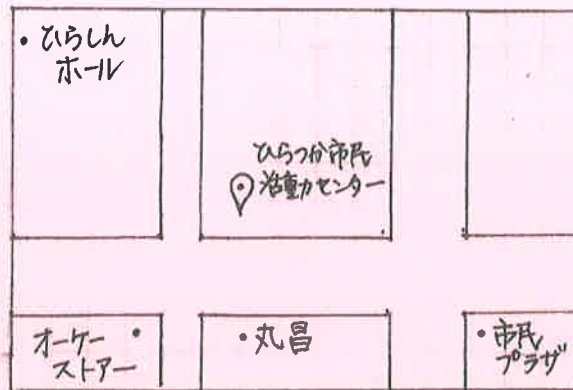 ・ひらしん
ホール
ひらつか市民
活動センター
オーケー・
ストアー
・丸昌
・市民
プラザ